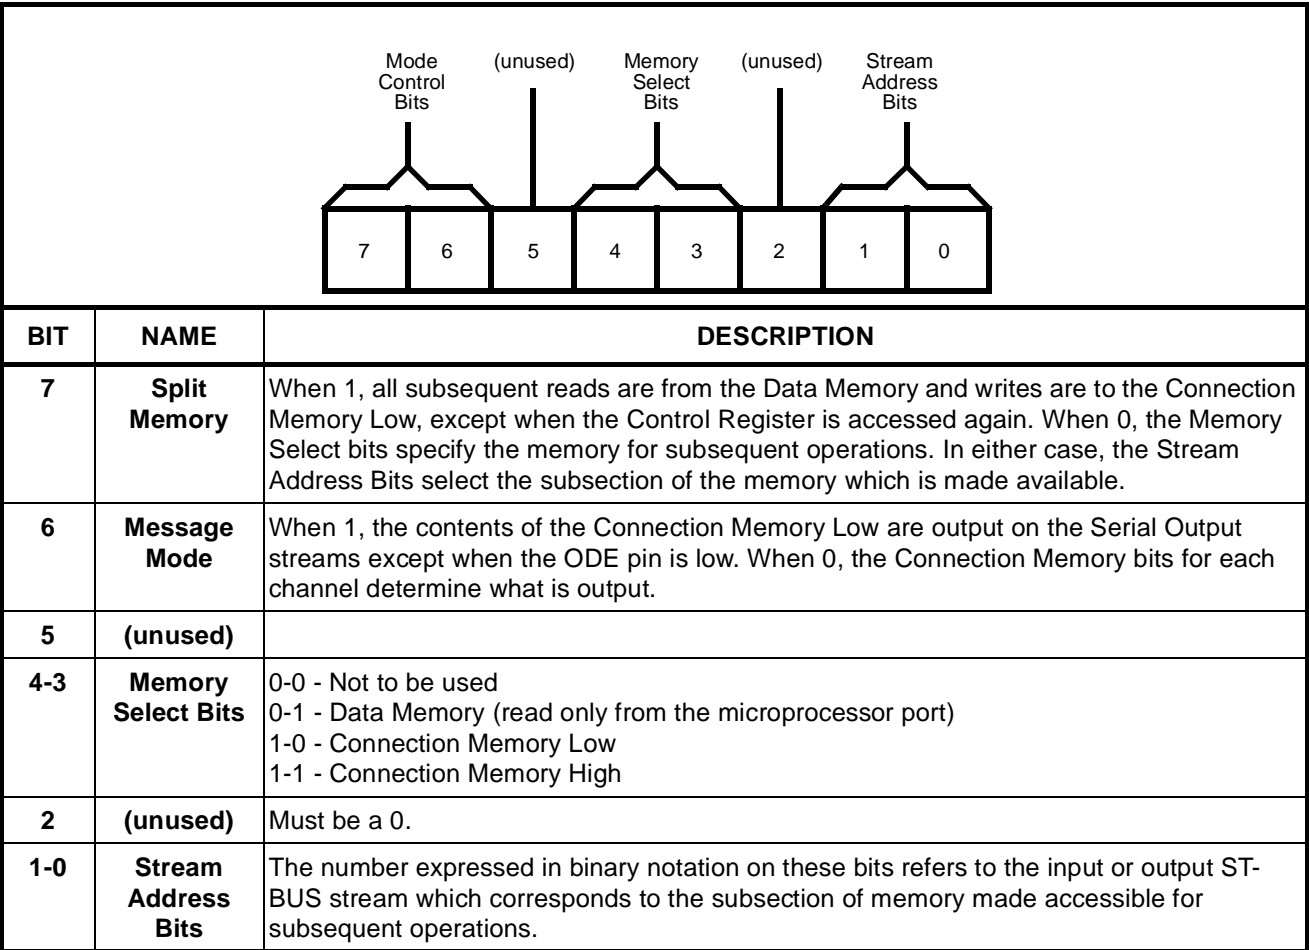 Mode Control Bits
(unused)
Memory Select Bits
(unused)
Stream Address Bits
7 6 5 4 3 2 1 0
BIT NAME DESCRIPTION
7 Split Memory When 1, all subsequent reads are from the Data Memory and writes are to the Connection
Memory Low, except when the Control Register is accessed again. When 0, the Memory
Select bits specify the memory for subsequent operations. In either case, the Stream
Address Bits select the subsection of the memory which is made available.
6 Message Mode When 1, the contents of the Connection Memory Low are output on the Serial Output
streams except when the ODE pin is low. When 0, the Connection Memory bits for each
channel determine what is output.
5 (unused)
4-3 Memory Select Bits 0-0 - Not to be used
0-1 - Data Memory (read only from the microprocessor port)
1-0 - Connection Memory Low
1-1 - Connection Memory High
2 (unused) Must be a 0.
1-0 Stream Address Bits The number expressed in binary notation on these bits refers to the input or output ST-
BUS stream which corresponds to the subsection of memory made accessible for
subsequent operations.